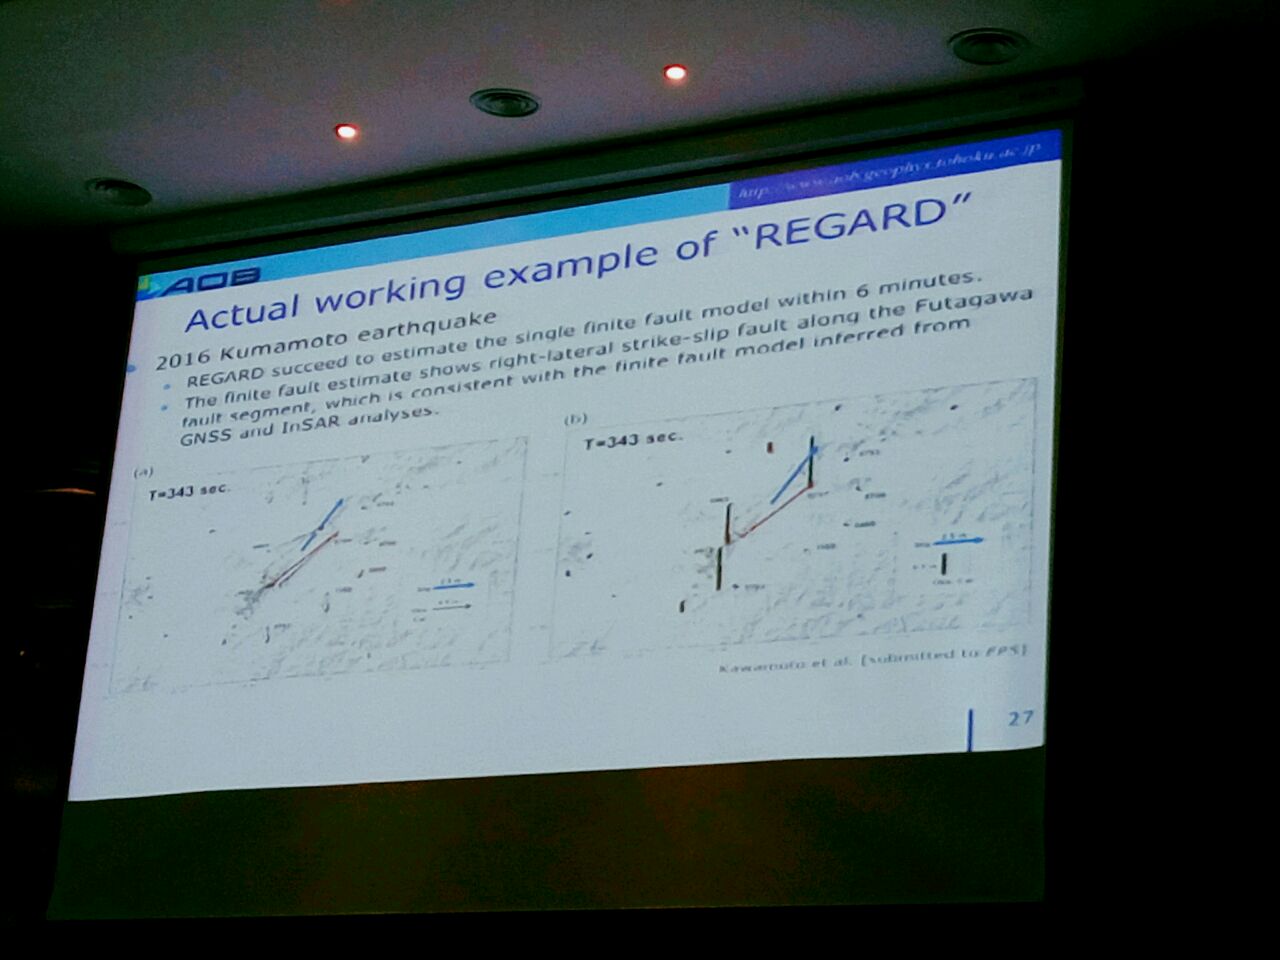 http://www.aob.geophys.tohoku.ac.jp
AOB
Actual working example of “REGARD”
2016 Kumamoto earthquake
REGARD succeed to estimate the single finite fault model within 6 minutes.
The finite fault estimate shows right-lateral strike-slip fault along the Futagawa
fault segment, which is consistent with the finite fault model inferred from
GNSS and InSAR analyses.
(a)
T=343 sec.
(b)
T=343 sec.
Kawamoto et al. [submitted to EPS]
27